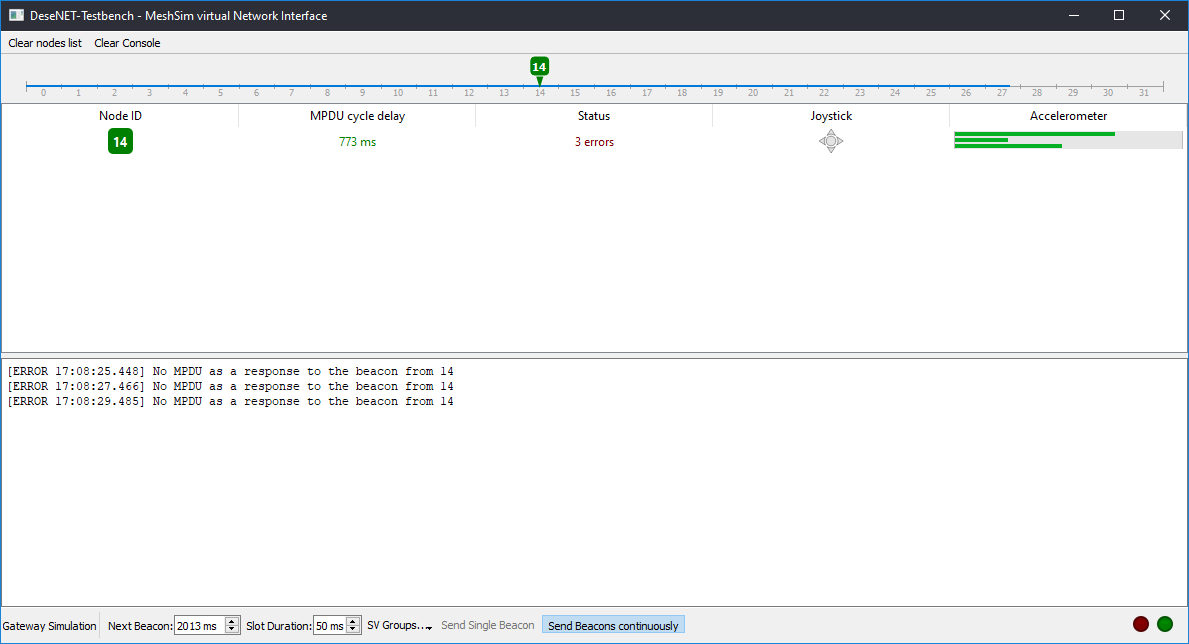 DeseNET-Testbench - MeshSim virtual Network Interface
Clear nodes list Clear Console
14
0 1 2 3 4 5 6 7 8 9 10 11 12 13 14 15 16 17 18 19 20 21 22 23 24 25 26 27 28 29 30 31
Node ID MPDU cycle delay Status Joystick Accelerometer
14 773 ms 3 errors
[ERROR 17:08:25.448] No MPDU as a response to the beacon from 14
[ERROR 17:08:27.466] No MPDU as a response to the beacon from 14
[ERROR 17:08:29.485] No MPDU as a response to the beacon from 14
Gateway Simulation Next Beacon: 2013 ms Slot Duration: 50 ms SV Groups... Send Single Beacon Send Beacons continuously